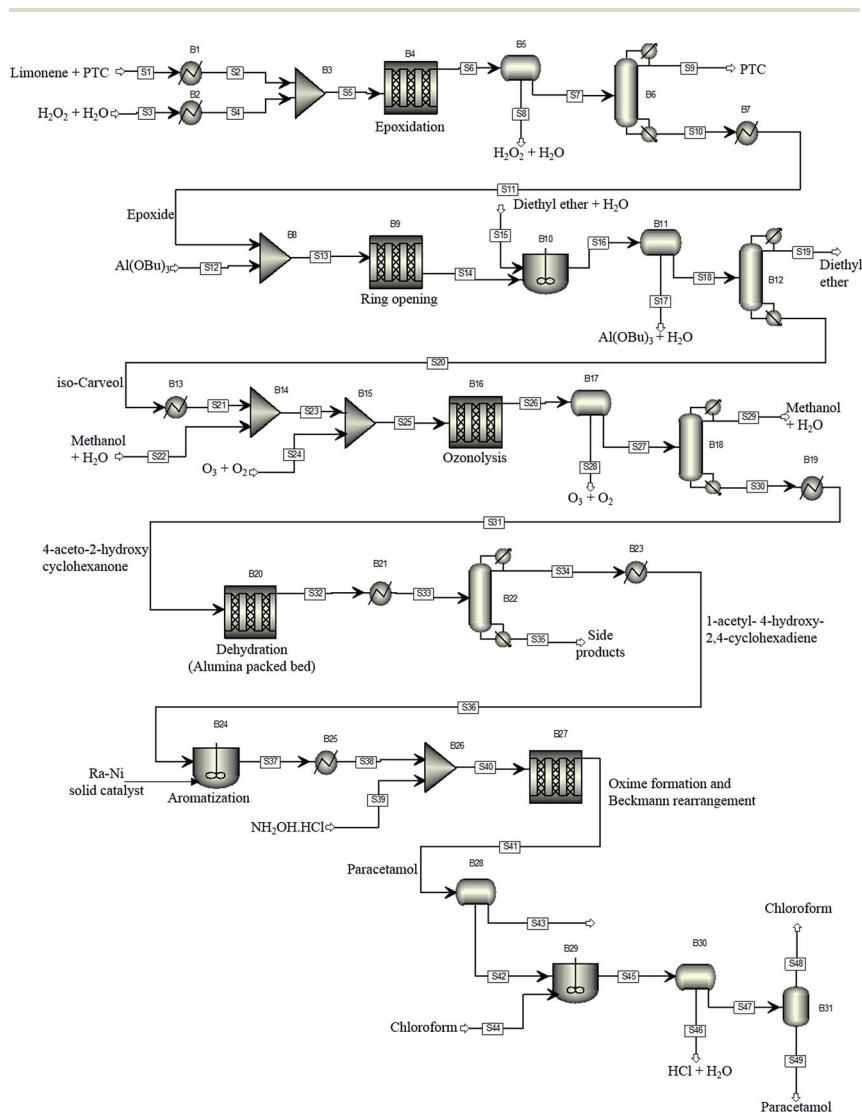 B1
B3
B4
B5
B6
Limonene + PTC
S1
S2
S6
S9
PTC
B2
S5
S7
H₂O₂ + H₂O
S3
S4
S8
Epoxidation
H₂O₂ + H₂O
S10
B7
S11
Epoxide
Diethyl ether + H₂O
B8
B9
S15
B10
B11
S13
S16
S19
Al(OBu)₃
S12
S14
S18
B12
Diethyl
ether
Ring opening
S17
Al(OBu)₃ + H₂O
S20
iso-Carveol
B13
B14
B15
B16
B17
S21
S23
S26
S29
Methanol
+ H₂O
S25
B18
Methanol
+ H₂O
S22
S24
S27
B19
O₃ + O₂
Ozonolysis
S28
S30
O₃ + O₂
S31
4-aceto-2-hydroxy
cyclohexanone
B20
B21
S34
B23
S32
S33
B22
1-acetyl- 4-hydroxy-
2,4-cyclohexadiene
Dehydration
(Alumina packed bed)
S35
Side
products
S36
B24
B25
B26
B27
S37
S38
S40
Ra-Ni
solid catalyst
Aromatization
S39
Oxime formation and
Beckmann rearrangement
NH₂OH.HCl
S41
Paracetamol
B28
S43
Chloroform
B29
B30
S48
S42
S45
S47
B31
Chloroform
S44
S46
S49
HCl + H₂O
Paracetamol